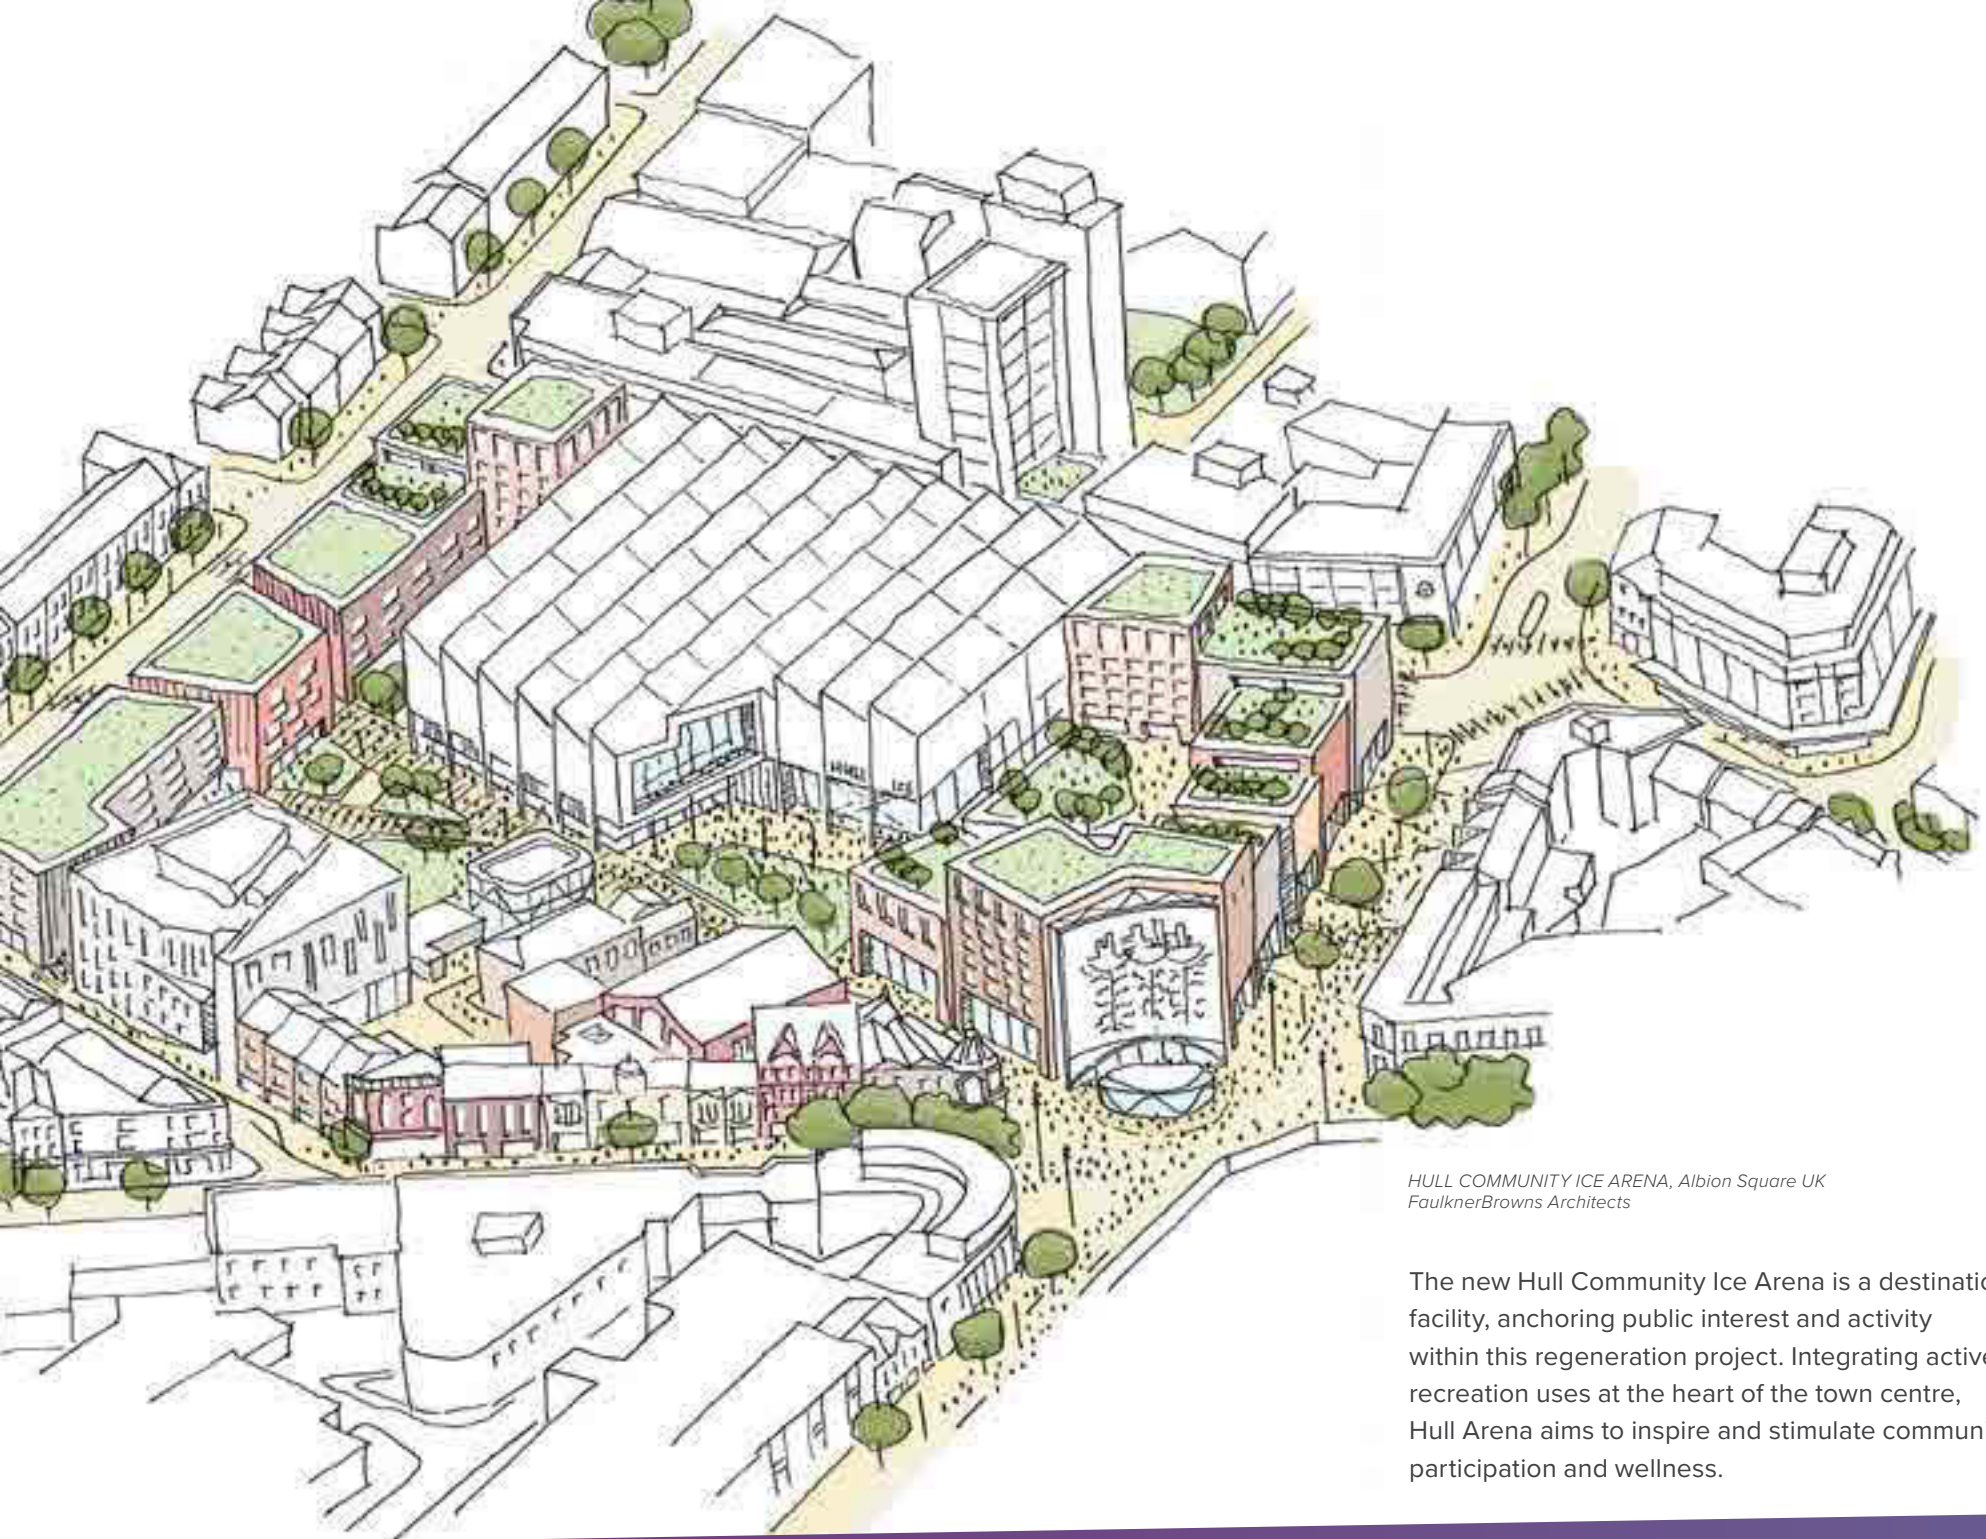 HULL ICE
HULL COMMUNITY ICE ARENA, Albion Square UK
FaulknerBrowns Architects
The new Hull Community Ice Arena is a destinatio
facility, anchoring public interest and activity
within this regeneration project. Integrating active
recreation uses at the heart of the town centre,
Hull Arena aims to inspire and stimulate commun
participation and wellness.